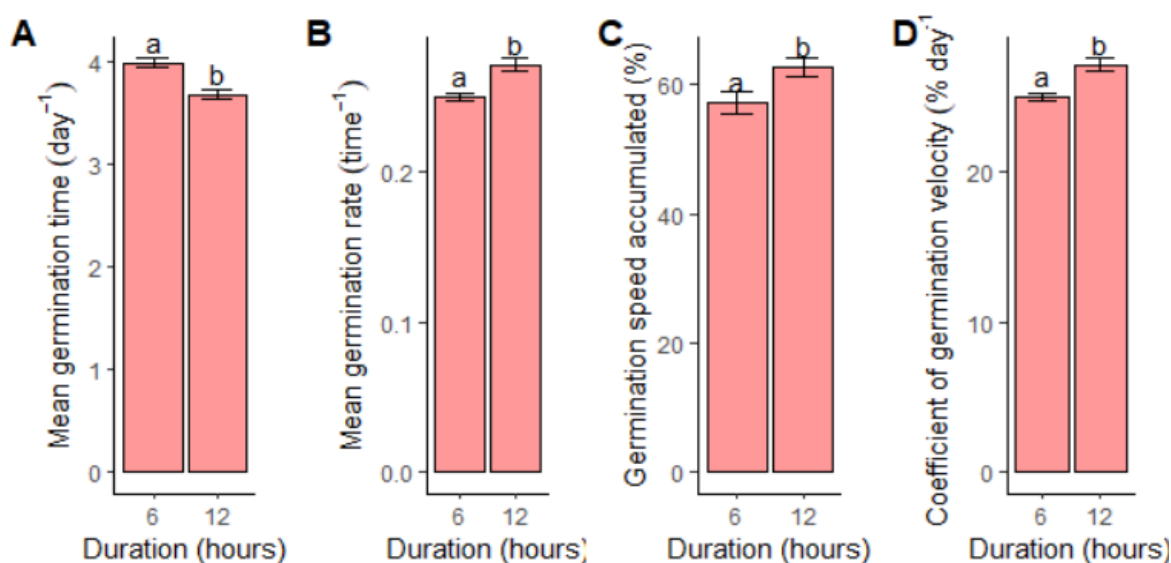 A
Mean germination time (day⁻¹)
4
3
2
1
0
a
b
6
12
Duration (hours)
B
Mean germination rate (time⁻¹)
0.2
0.1
0.0
a
b
6
12
Duration (hours)
C
Germination speed accumulated (%)
60
40
20
0
a
b
6
12
Duration (hours)
D
Coefficient of germination velocity (% day⁻¹
20
10
0
a
b
6
12
Duration (hours)